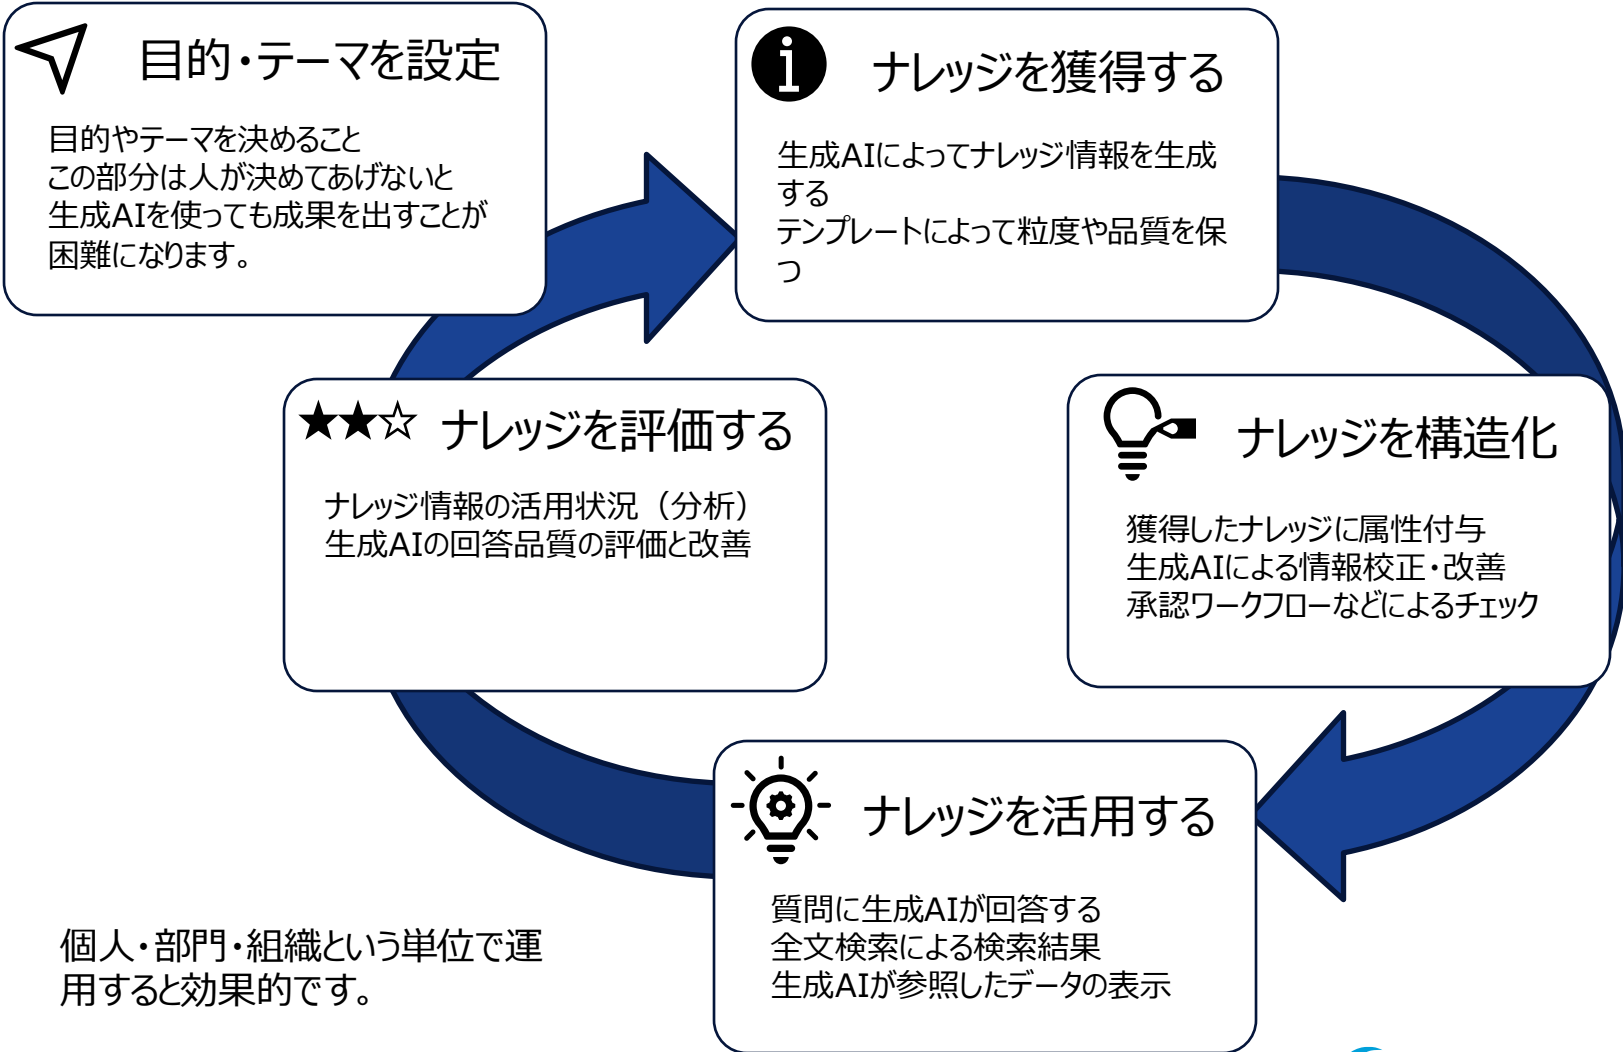 目的・テーマを設定
目的やテーマを決めること
この部分は人が決めてあげないと
生成AIを使っても成果を出すことが
困難になります。
ナレッジを獲得する
生成AIによってナレッジ情報を生成
する
テンプレートによって粒度や品質を保
つ
ナレッジを評価する
ナレッジ情報の活用状況（分析）
生成AIの回答品質の評価と改善
ナレッジを構造化
獲得したナレッジに属性付与
生成AIによる情報校正・改善
承認ワークフローなどによるチェック
ナレッジを活用する
質問に生成AIが回答する
全文検索による検索結果
生成AIが参照したデータの表示
個人・部門・組織という単位で運
用すると効果的です。